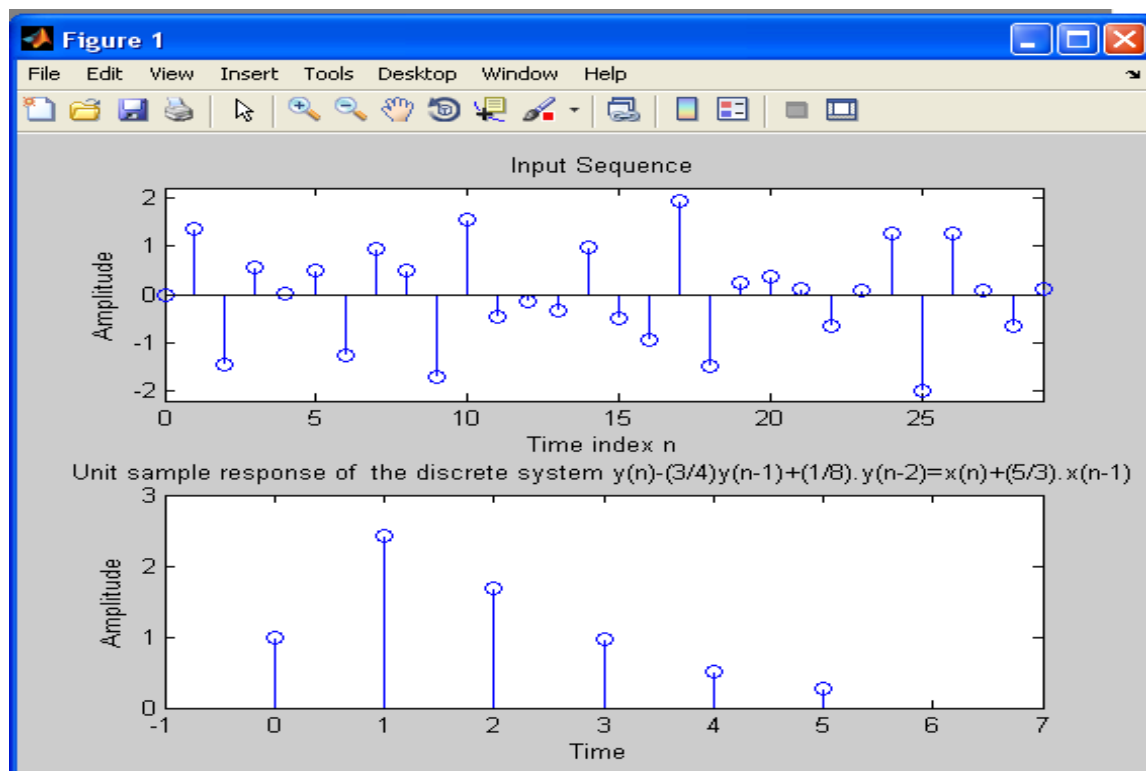 Figure 1
File Edit View Insert Tools Desktop Window Help
Input Sequence
2
1
0
-1
-2
Amplitude
0 5 10 15 20 25
Time index n
Unit sample response of the discrete system y(n)-(3/4)y(n-1)+(1/8).y(n-2)=x(n)+(5/3).x(n-1)
3
2
1
0
Amplitude
-1 0 1 2 3 4 5 6 7
Time